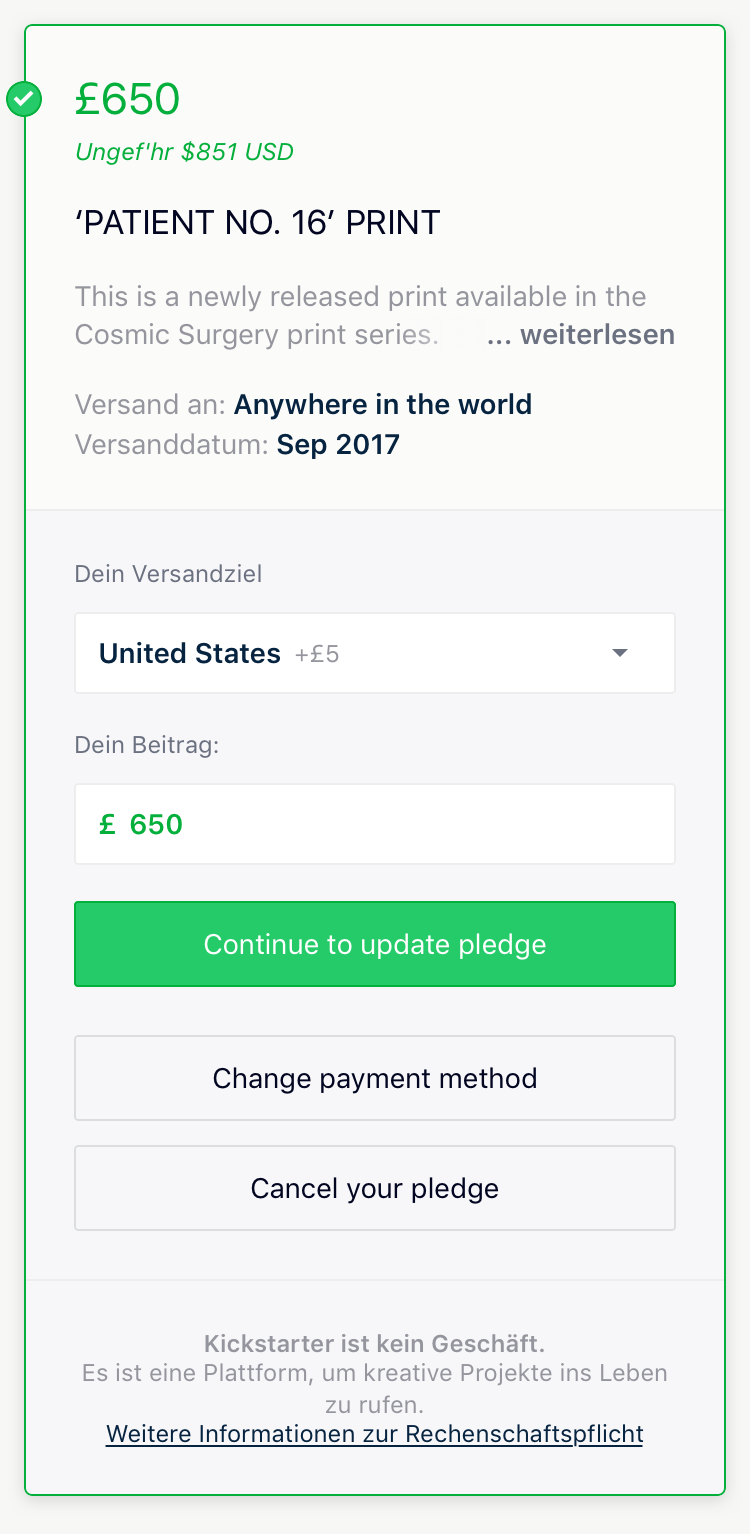 £650
Ungef'hr $851 USD
‘PATIENT NO. 16’ PRINT
This is a newly released print available in the
Cosmic Surgery print series. ... weiterlesen
Versand an: Anywhere in the world
Versanddatum: Sep 2017
Dein Versandziel
United States +£5
Dein Beitrag:
£ 650
Continue to update pledge
Change payment method
Cancel your pledge
Kickstarter ist kein Geschäft.
Es ist eine Plattform, um kreative Projekte ins Leben
zu rufen.
Weitere Informationen zur Rechenschaftspflicht